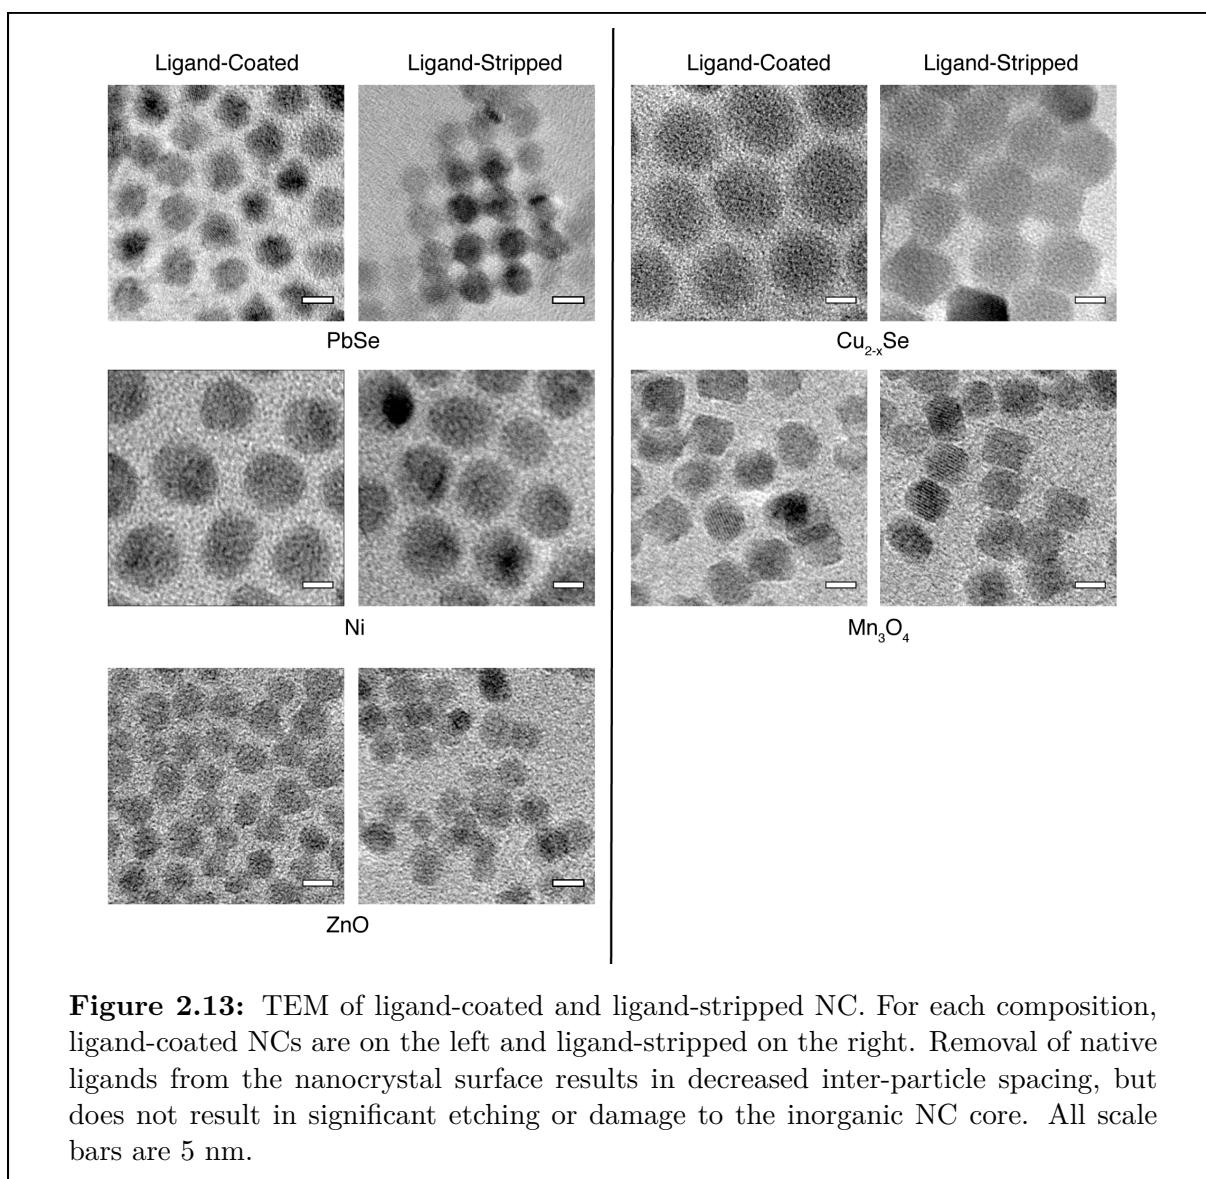 Ligand-Coated Ligand-Stripped Ligand-Coated Ligand-Stripped
PbSe Cu₂₋ₓSe
Ni Mn₃O₄
ZnO
Figure 2.13: TEM of ligand-coated and ligand-stripped NC. For each composition,
ligand-coated NCs are on the left and ligand-stripped on the right. Removal of native
ligands from the nanocrystal surface results in decreased inter-particle spacing, but
does not result in significant etching or damage to the inorganic NC core. All scale
bars are 5 nm.